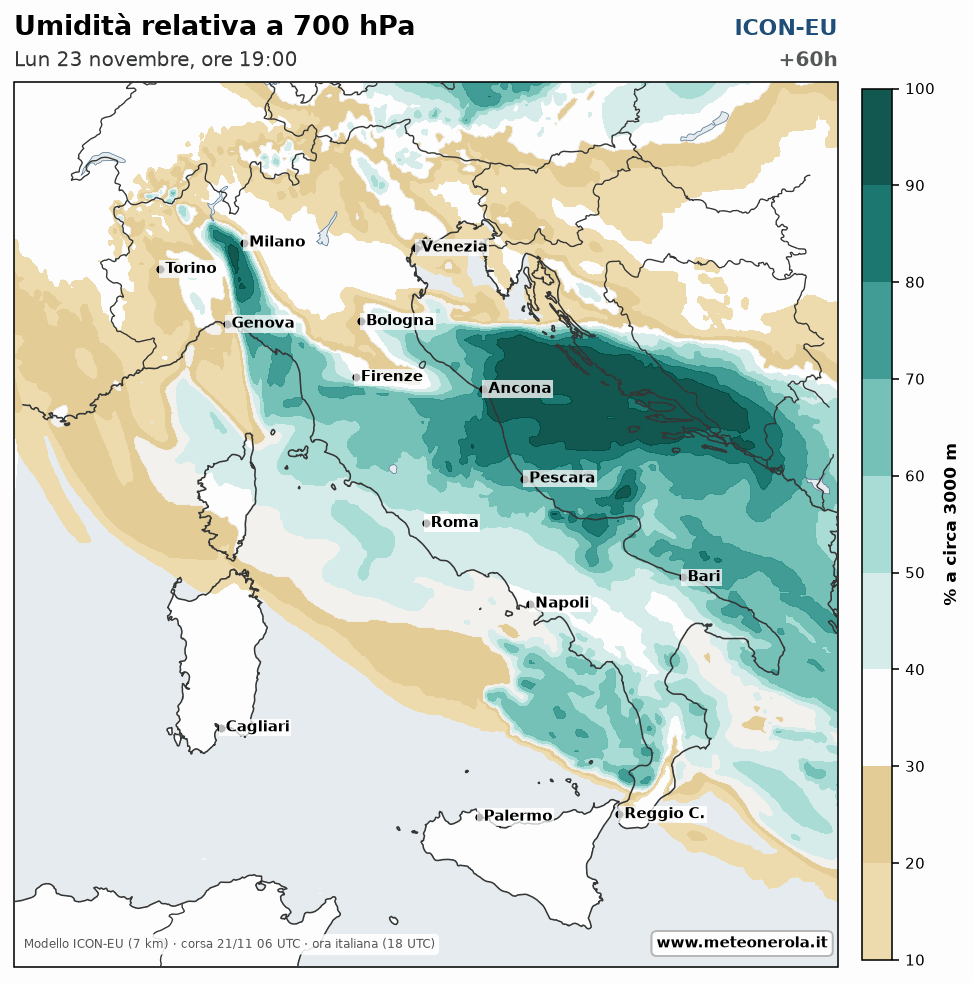 Umidità relativa a 700 hPa
ICON-EU
Lun 23 novembre, ore 19:00
+60h
100
90
80
70
60
50
40
30
20
10
% a circa 3000 m
Milano
Venezia
Torino
Genova
Bologna
Firenze
Ancona
Pescara
Roma
Bari
Napoli
Cagliari
Palermo
Reggio C.
Modello ICON-EU (7 km) · corsa 21/11 06 UTC · ora italiana (18 UTC)
www.meteonerola.it